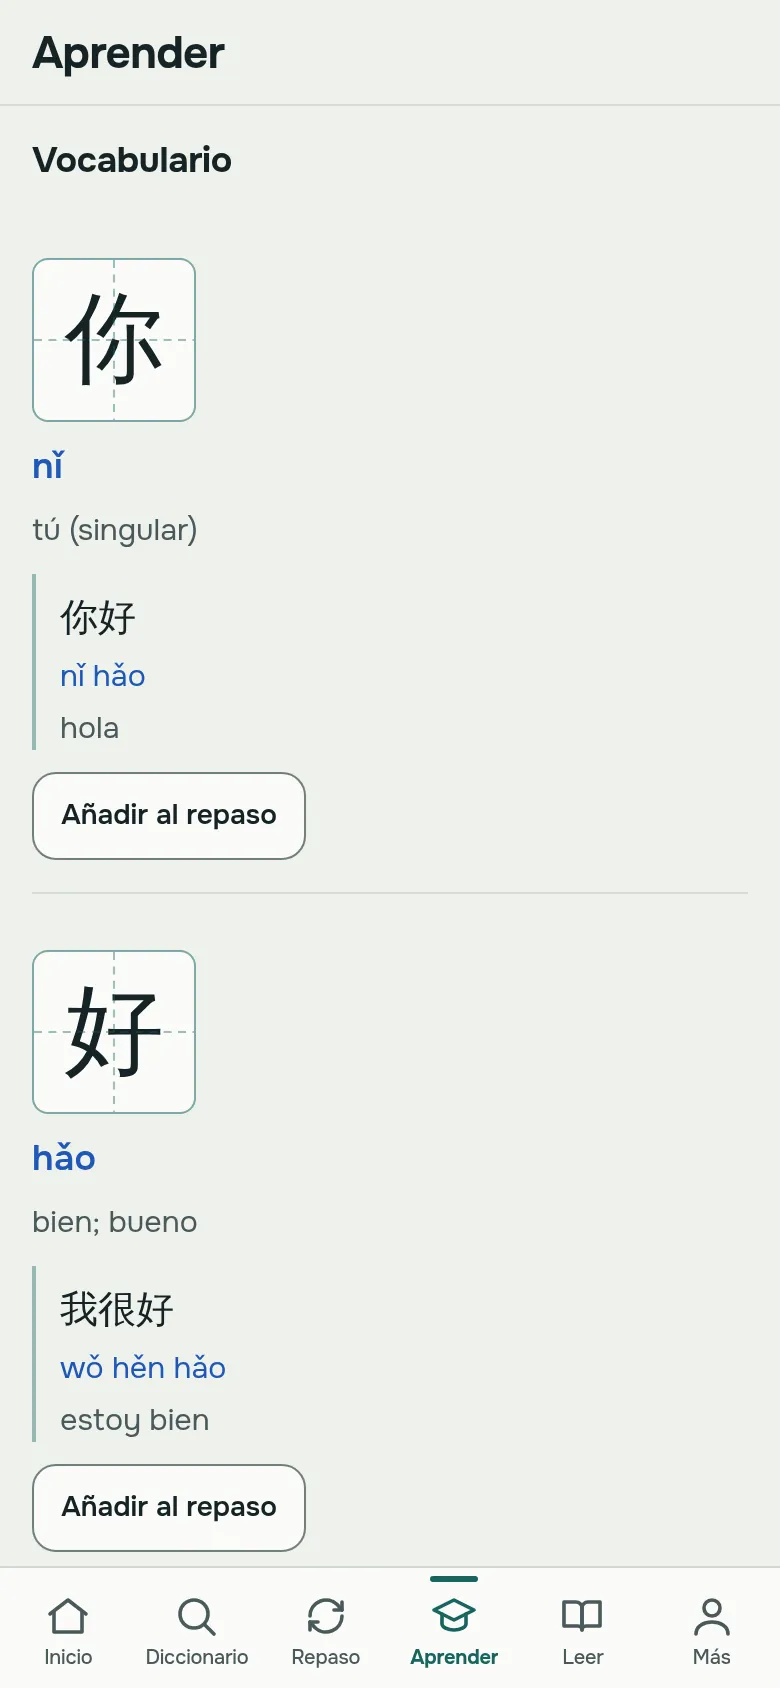 Aprender
Vocabulario
你
nǐ
tú (singular)
你好
nǐ hǎo
hola
Añadir al repaso
好
hǎo
bien; bueno
我很好
wǒ hěn hǎo
estoy bien
Añadir al repaso
Inicio Diccionario Repaso Aprender Leer Más